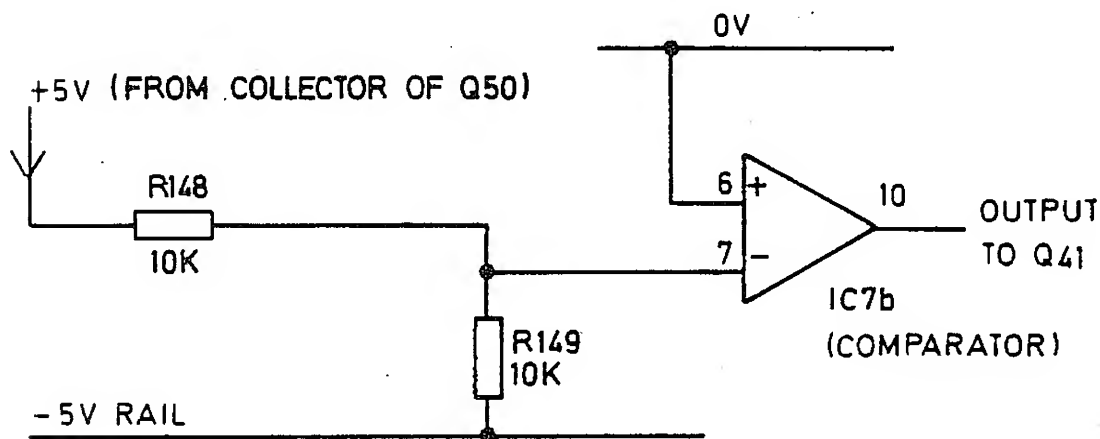 0V
+5V (FROM COLLECTOR OF Q50)
R148
10K
6 +
7 -
10
OUTPUT
TO Q41
IC7b
(COMPARATOR)
R149
10K
-5V RAIL